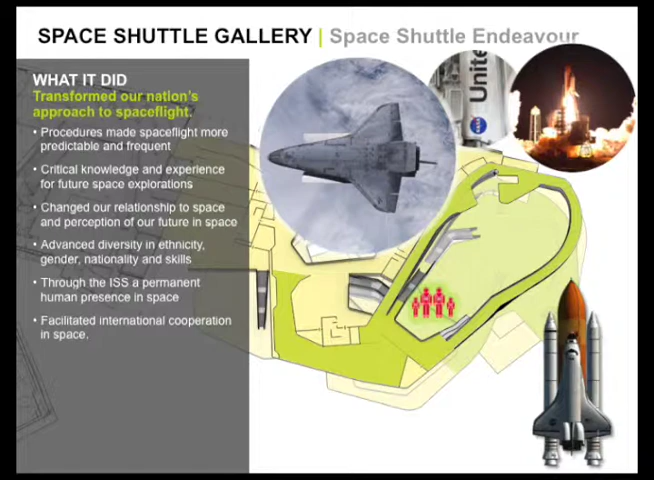 SPACE SHUTTLE GALLERY | Space Shuttle Endeavour
WHAT IT DID
Transformed our nation's
approach to spaceflight.
• Procedures made spaceflight more
predictable and frequent
• Critical knowledge and experience
for future space explorations
• Changed our relationship to space
and perception of our future in space
• Advanced diversity in ethnicity,
gender, nationality and skills
• Through the ISS a permanent
human presence in space
• Facilitated international cooperation
in space.
Unite